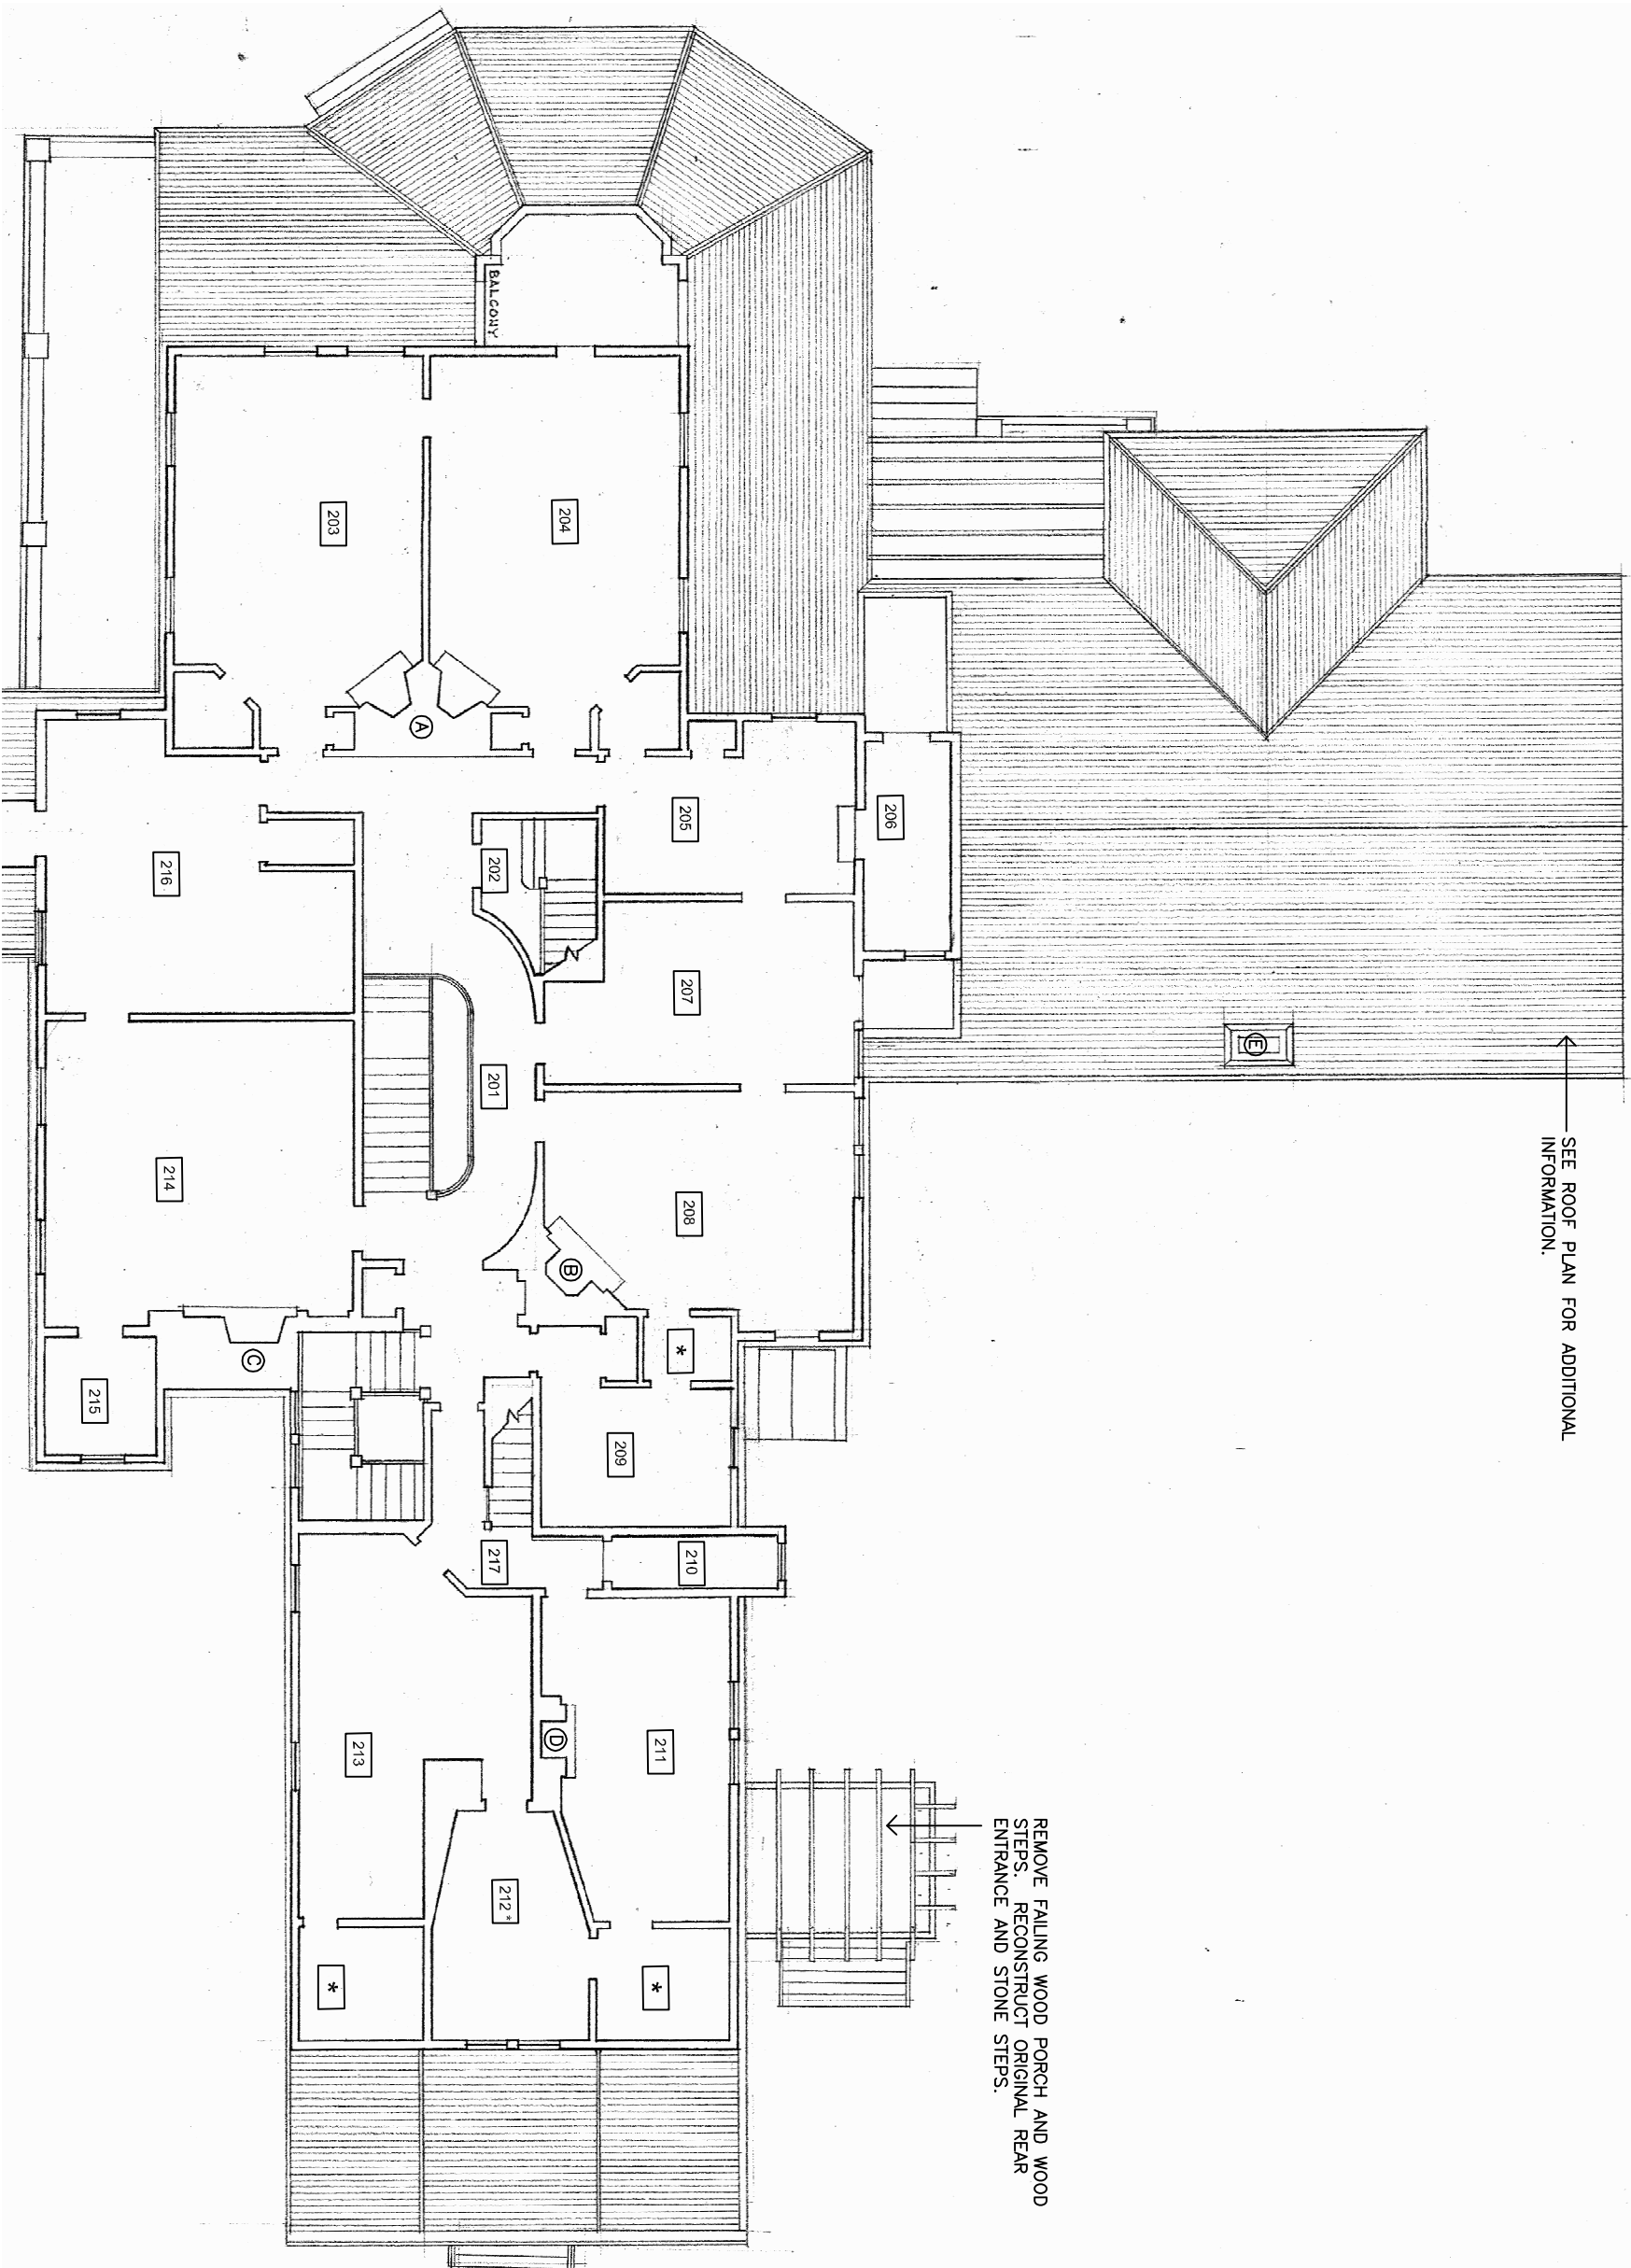 SEE ROOF PLAN FOR ADDITIONAL
INFORMATION.
REMOVE FAILING WOOD PORCH AND WOOD
STEPS. RECONSTRUCT ORIGINAL REAR
ENTRANCE AND STONE STEPS.
BALCONY
203
204
A
205
206
202
216
207
201
E
214
208
B
*
C
215
209
217
210
213
D
211
212*
*
*